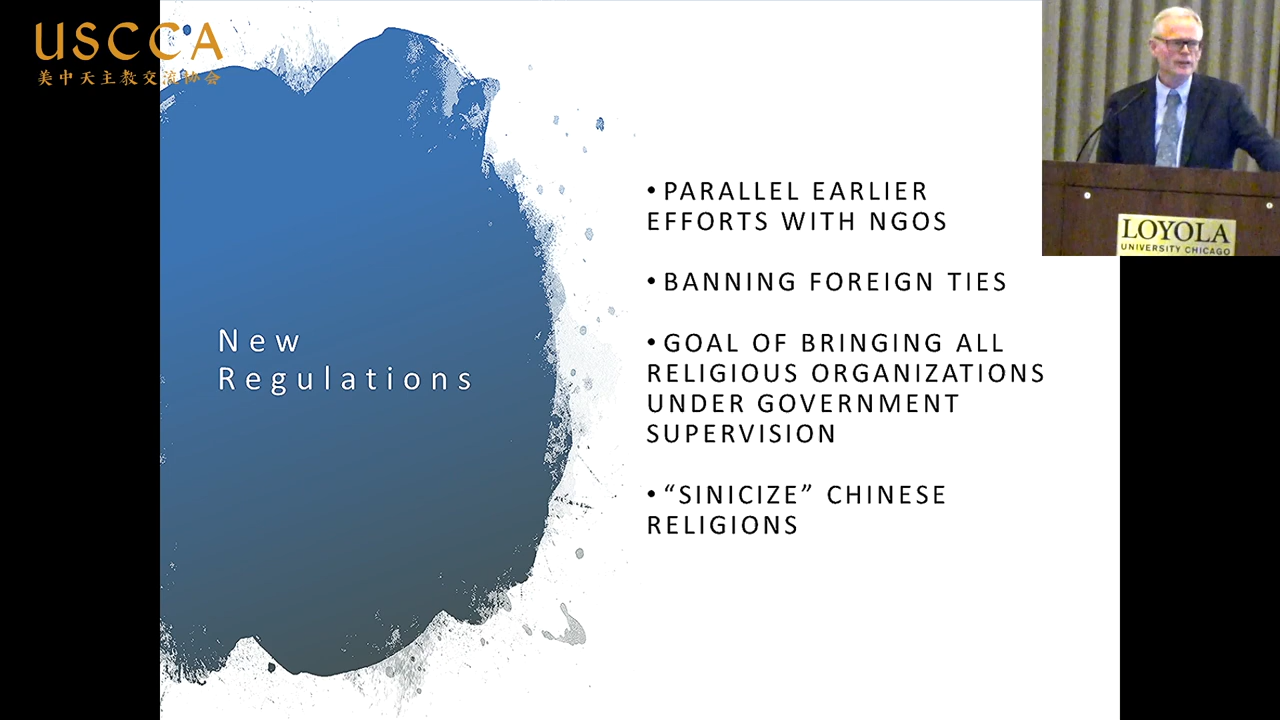 USCCA
美中天主教交流协会
New
Regulations
• PARALLEL EARLIER
EFFORTS WITH NGOS
• BANNING FOREIGN TIES
• GOAL OF BRINGING ALL
RELIGIOUS ORGANIZATIONS
UNDER GOVERNMENT
SUPERVISION
• “SINICIZE” CHINESE
RELIGIONS
LOYOLA
UNIVERSITY CHICAGO